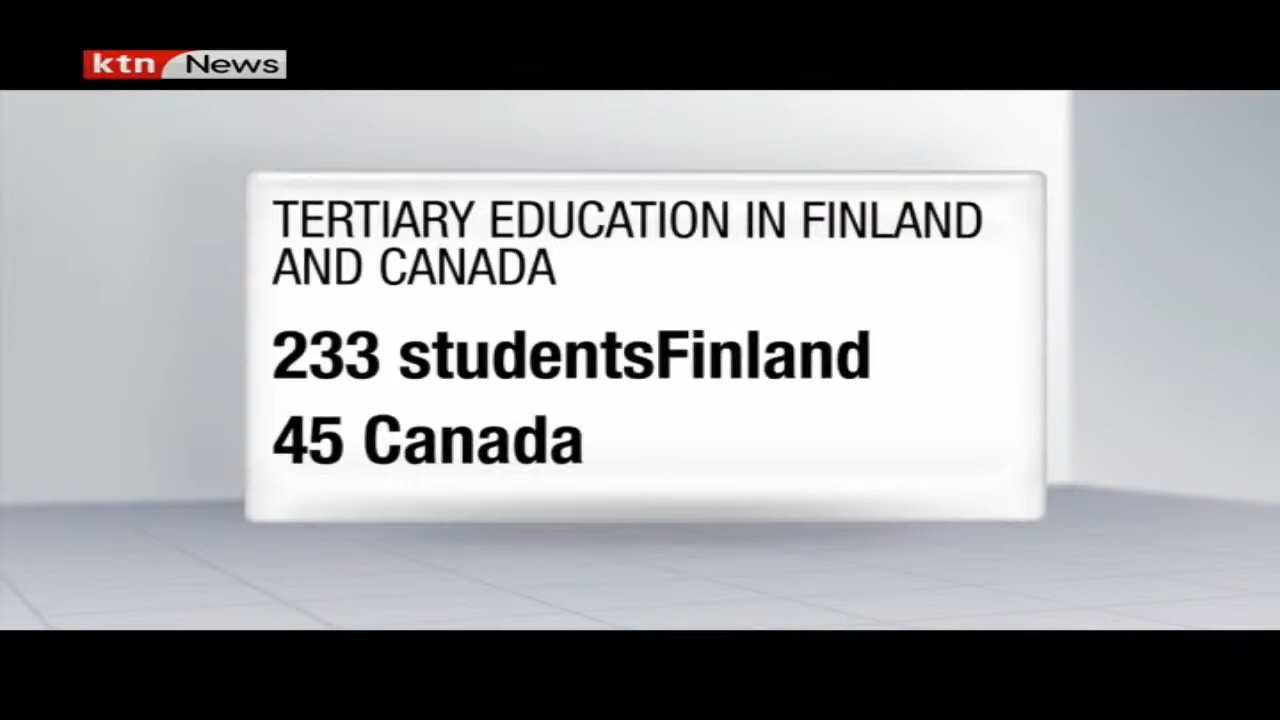 ktn News
TERTIARY EDUCATION IN FINLAND
AND CANADA
233 studentsFinland
45 Canada